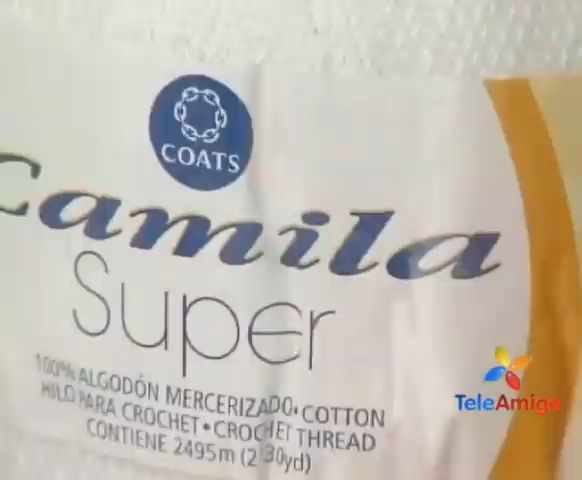 COATS
Camila
Super
100% ALGODÓN MERCERIZADO • COTTON
HILO PARA CROCHET • CROCHET THREAD
CONTIENE 2495m
TeleAmigo